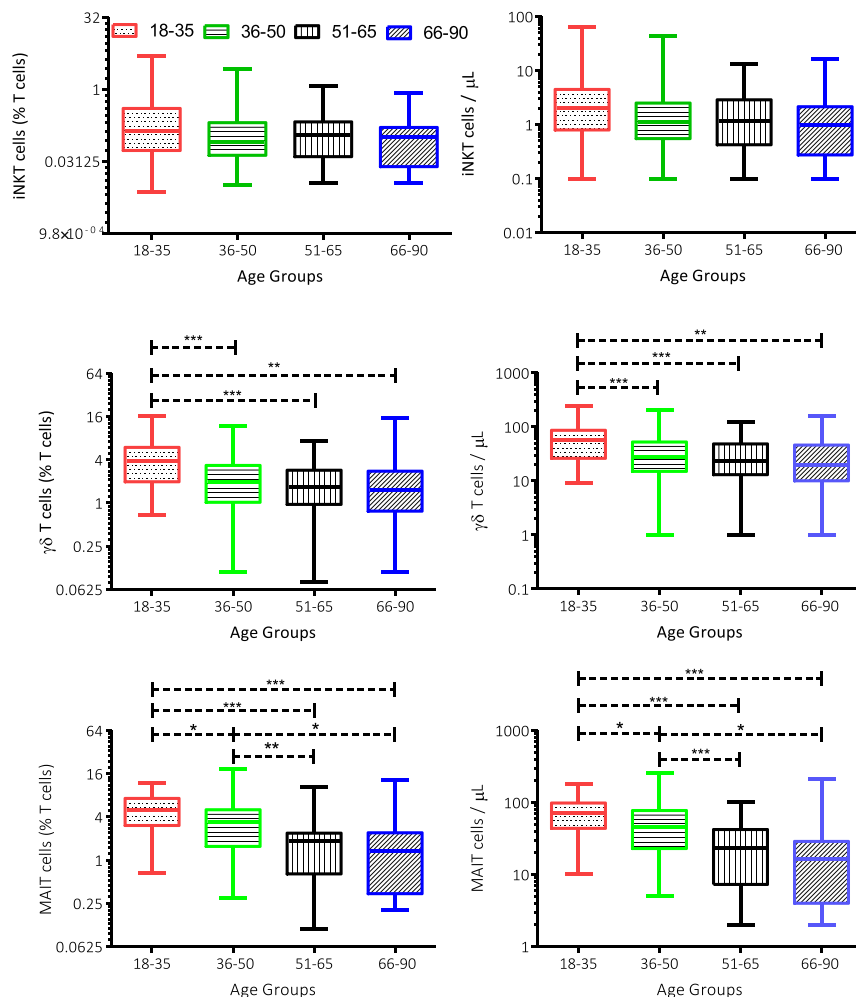 32
18-35 36-50 51-65 66-90
1
0.03125
9.8×10⁻⁰⁴
iNKT cells (% T cells)
18-35 36-50 51-65 66-90
Age Groups
100
10
1
0.1
0.01
iNKT cells / μL
18-35 36-50 51-65 66-90
Age Groups
***
**
***
64
16
4
1
0.25
0.0625
γδ T cells (% T cells)
18-35 36-50 51-65 66-90
Age Groups
**
***
***
1000
100
10
1
0.1
γδ T cells / μL
18-35 36-50 51-65 66-90
Age Groups
***
***
* *
**
64
16
4
1
0.25
0.0625
MAIT cells (% T cells)
18-35 36-50 51-65 66-90
Age Groups
***
***
* *
***
1000
100
10
1
MAIT cells / μL
18-35 36-50 51-65 66-90
Age Groups